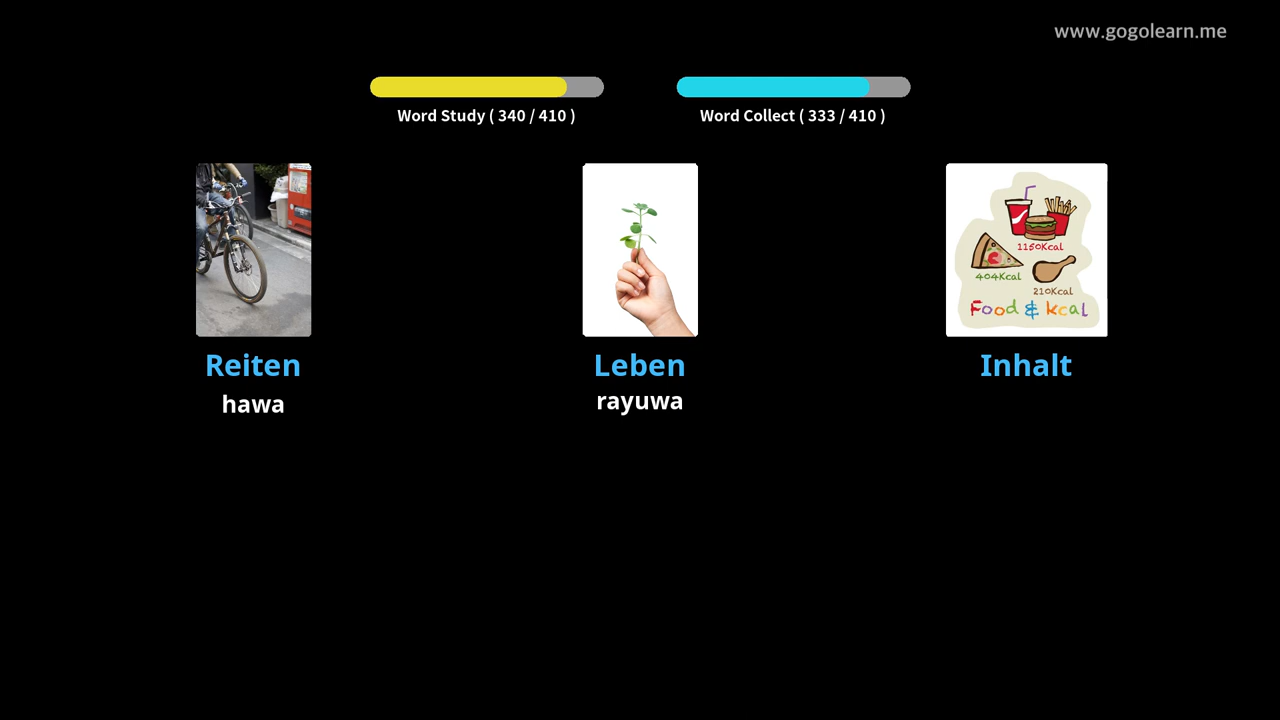 www.gogolearn.me
Word Study ( 340 / 410 )
Word Collect ( 333 / 410 )
1150Kcal
404Kcal
210Kcal
Food & kcal
Reiten
hawa
Leben
rayuwa
Inhalt